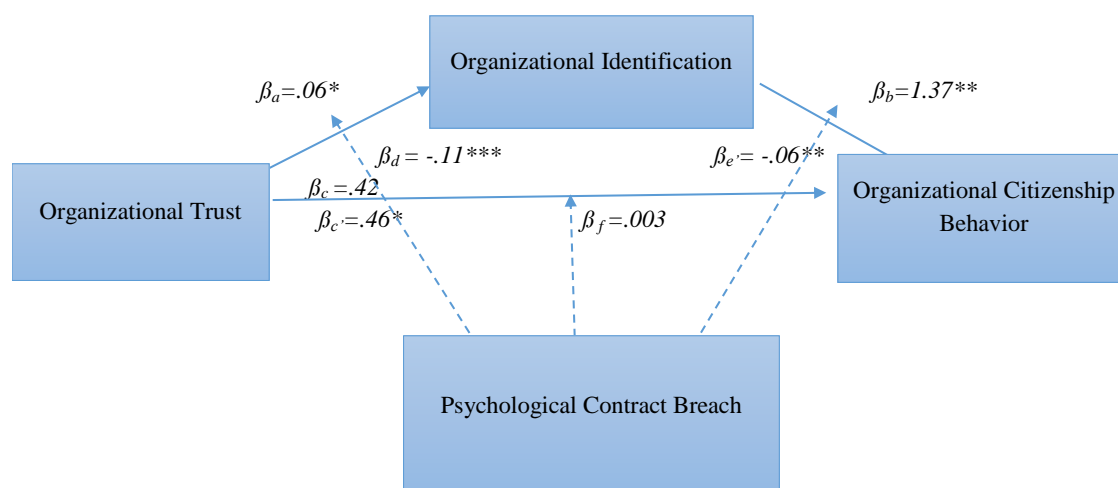 Organizational Identification
βa=.06*
βb=1.37**
βd = -.11***
βe’= -.06**
βc =.42
Organizational Trust
βc’=.46*
βf =.003
Organizational Citizenship
Behavior
Psychological Contract Breach